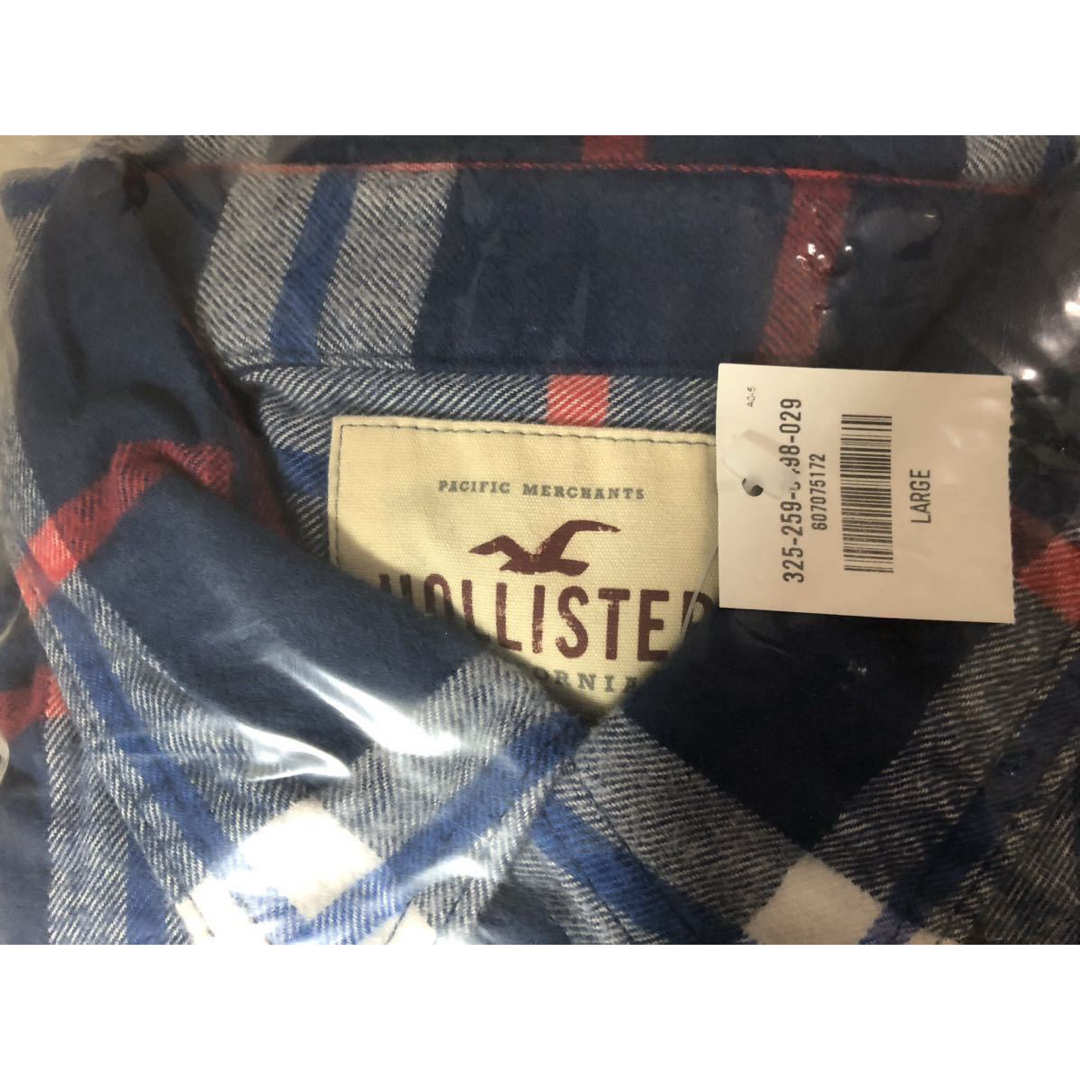 PACIFIC MERCHANTS
HOLLISTER
AO-5
607075172
LARGE